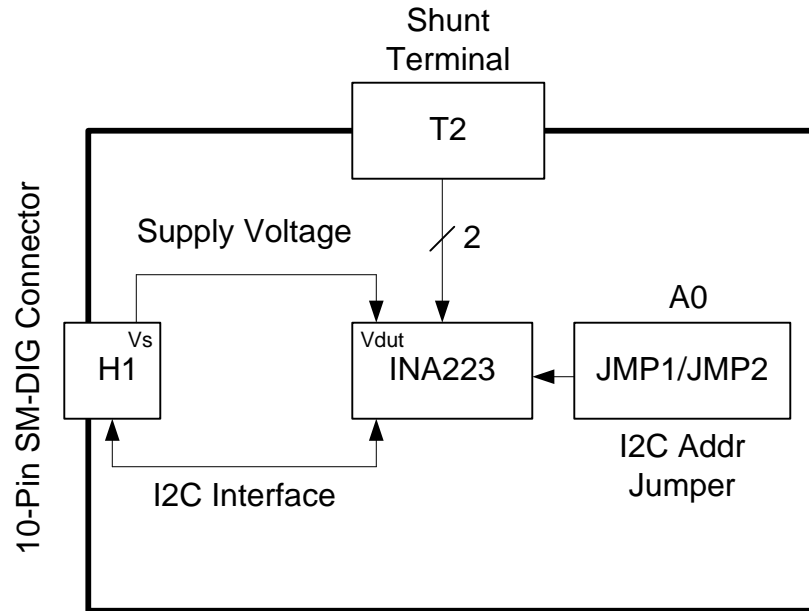 Shunt
Terminal
T2
Supply Voltage
2
A0
10-Pin SM-DIG Connector
Vs
H1
Vdut
INA223
JMP1/JMP2
I2C Interface
I2C Addr
Jumper